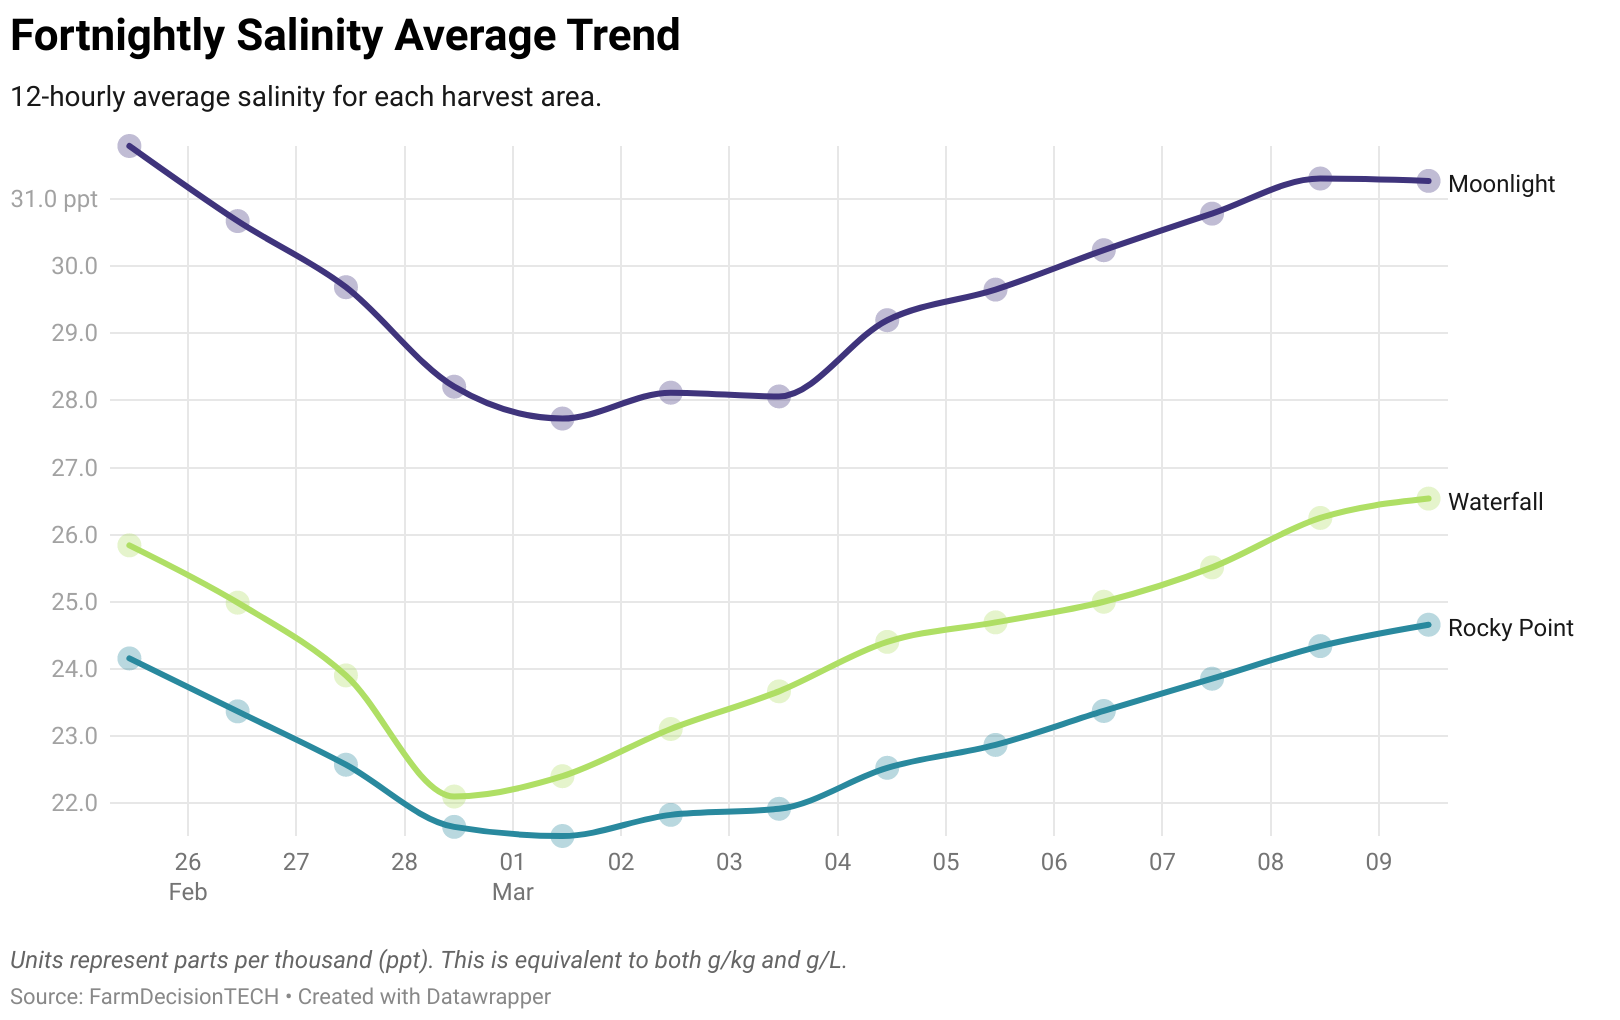 Fortnightly Salinity Average Trend
12-hourly average salinity for each harvest area.
31.0 ppt
30.0
29.0
28.0
27.0
26.0
25.0
24.0
23.0
22.0
Moonlight
Waterfall
Rocky Point
26 27 28 01 02 03 04 05 06 07 08 09
Feb Mar
Units represent parts per thousand (ppt). This is equivalent to both g/kg and g/L.
Source: FarmDecisionTECH • Created with Datawrapper